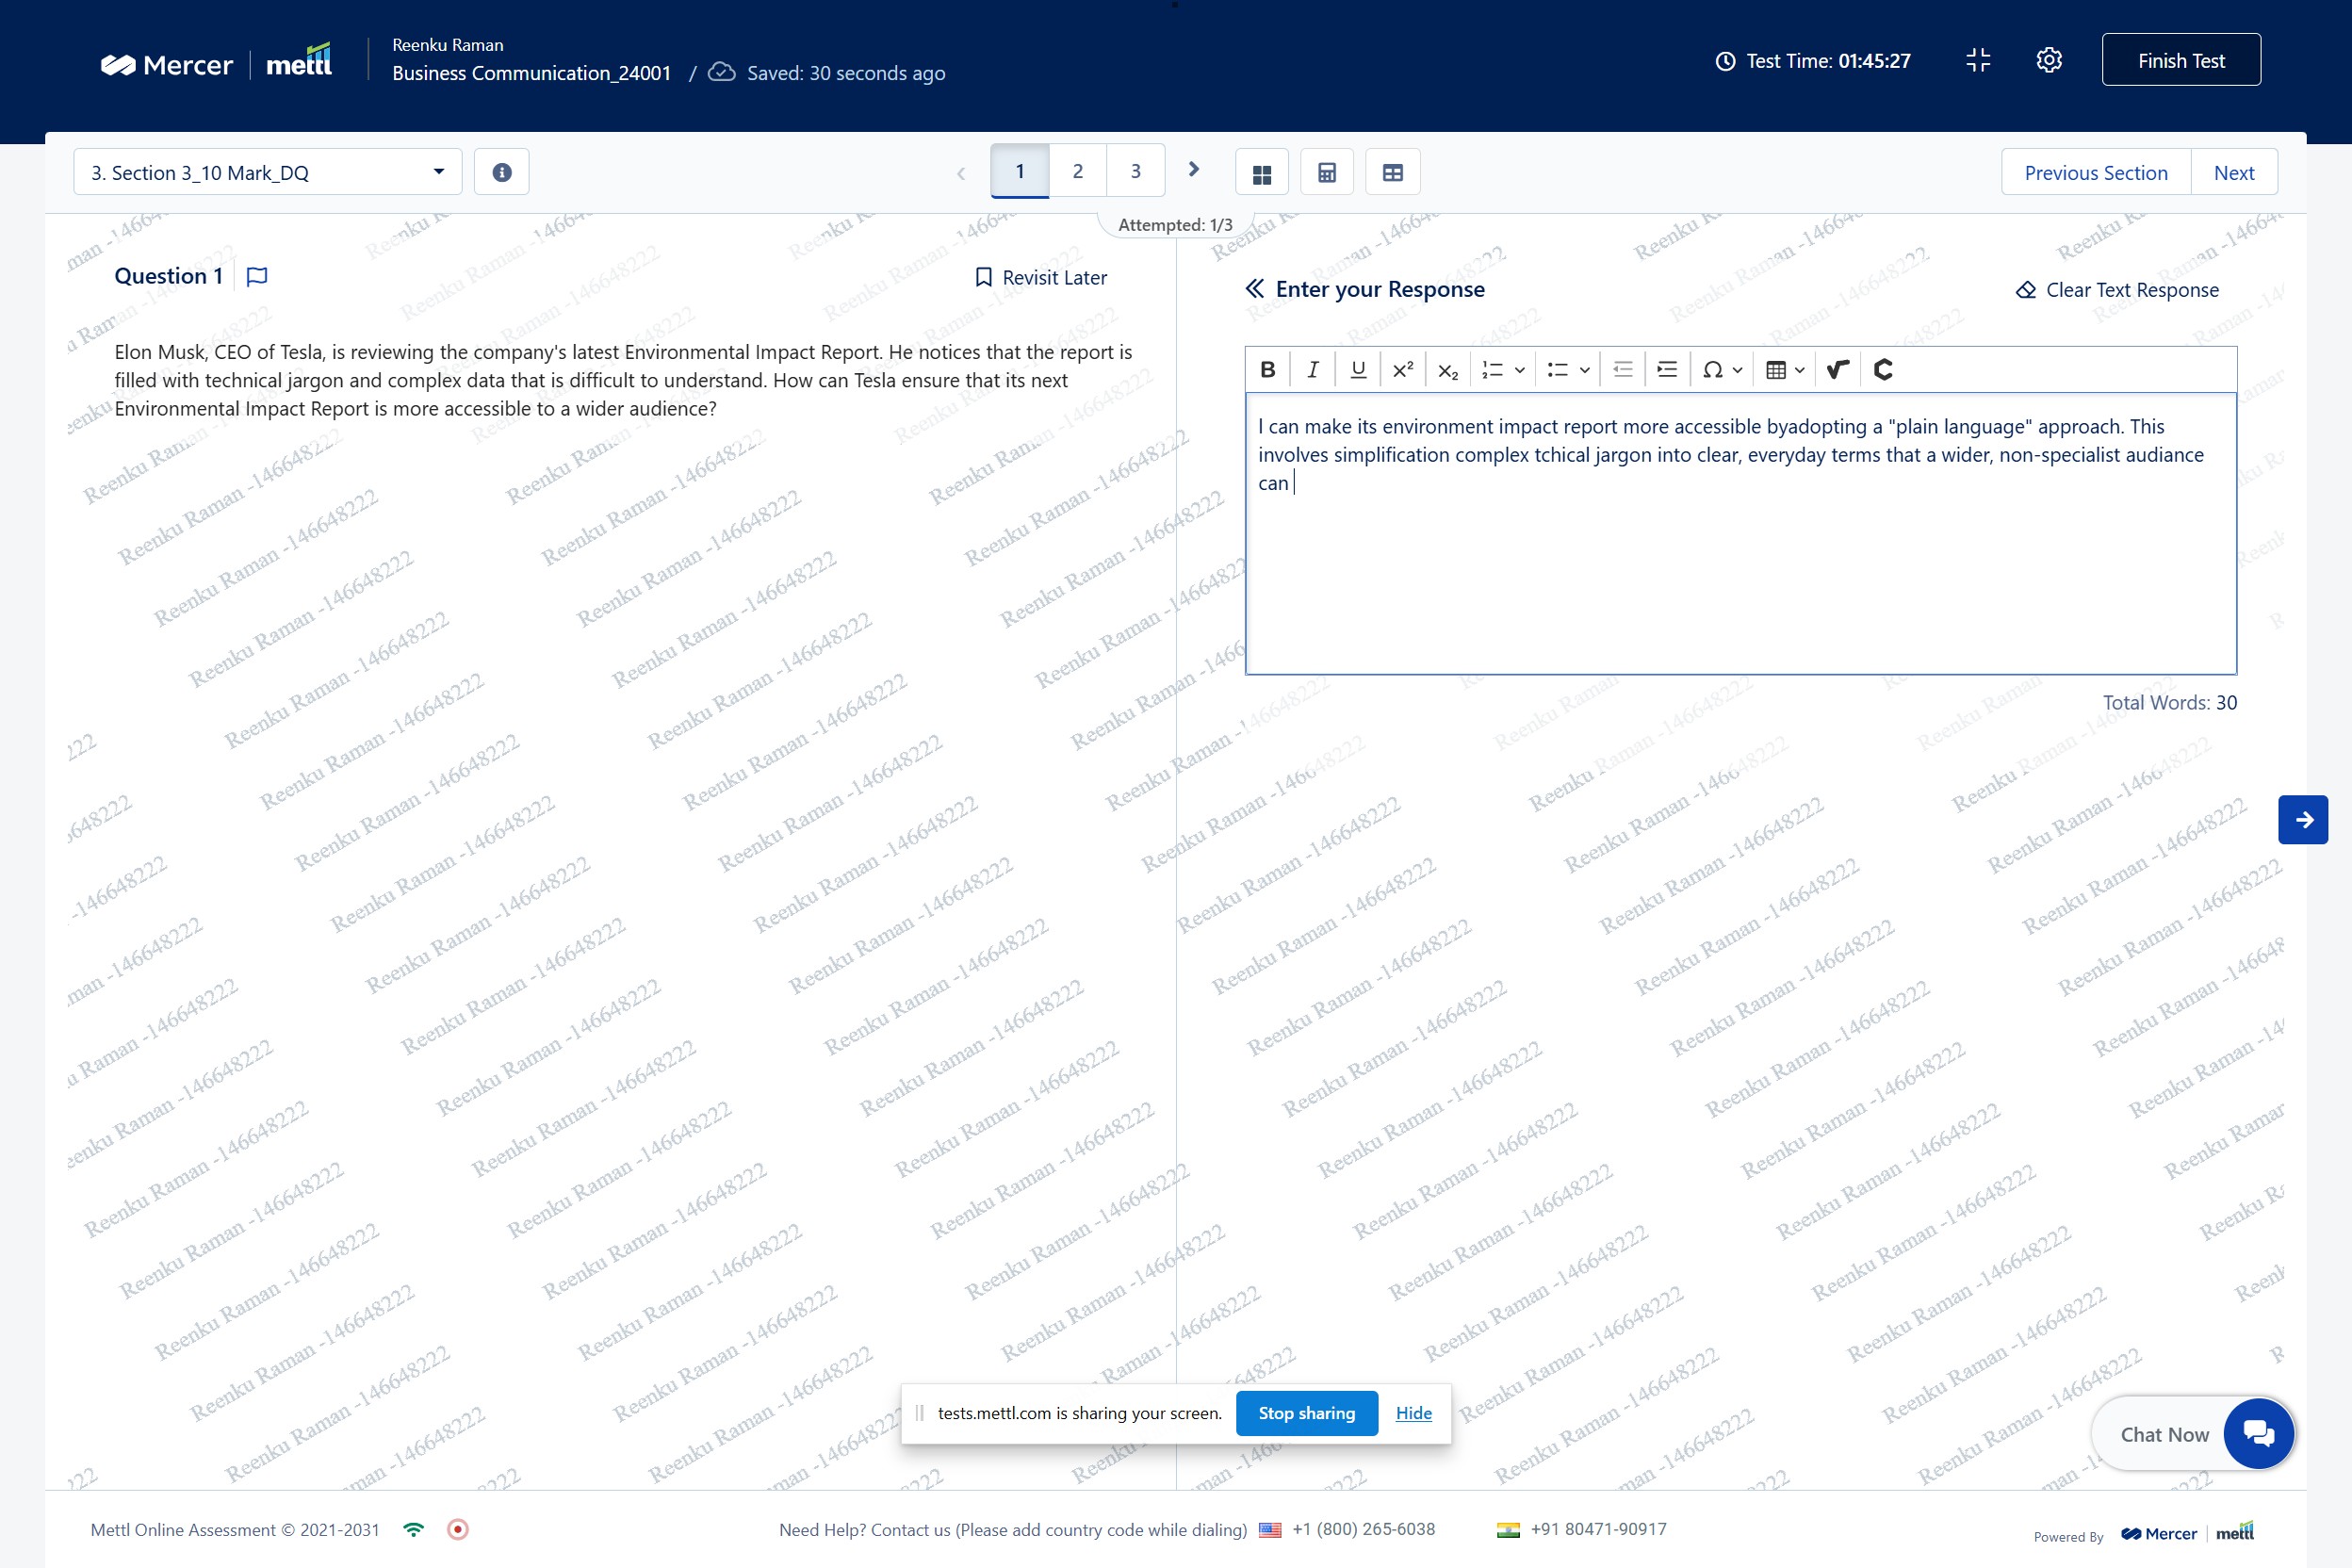 Mercer | mettl
Reenku Raman
Business Communication_24001 / Saved: 30 seconds ago
Test Time: 01:45:27
Finish Test
3. Section 3_10 Mark_DQ
1 2 3
Previous Section
Next
Attempted: 1/3
Question 1
Revisit Later
Elon Musk, CEO of Tesla, is reviewing the company's latest Environmental Impact Report. He notices that the report is
filled with technical jargon and complex data that is difficult to understand. How can Tesla ensure that its next
Environmental Impact Report is more accessible to a wider audience?
Enter your Response
Clear Text Response
I can make its environment impact report more accessible byadopting a "plain language" approach. This
involves simplification complex tchical jargon into clear, everyday terms that a wider, non-specialist audiance
can
Total Words: 30
Reenku Raman -146648222
tests.mettl.com is sharing your screen.
Stop sharing
Hide
Chat Now
Mettl Online Assessment © 2021-2031
Need Help? Contact us (Please add country code while dialing) +1 (800) 265-6038 +91 80471-90917
Powered By Mercer | mettl